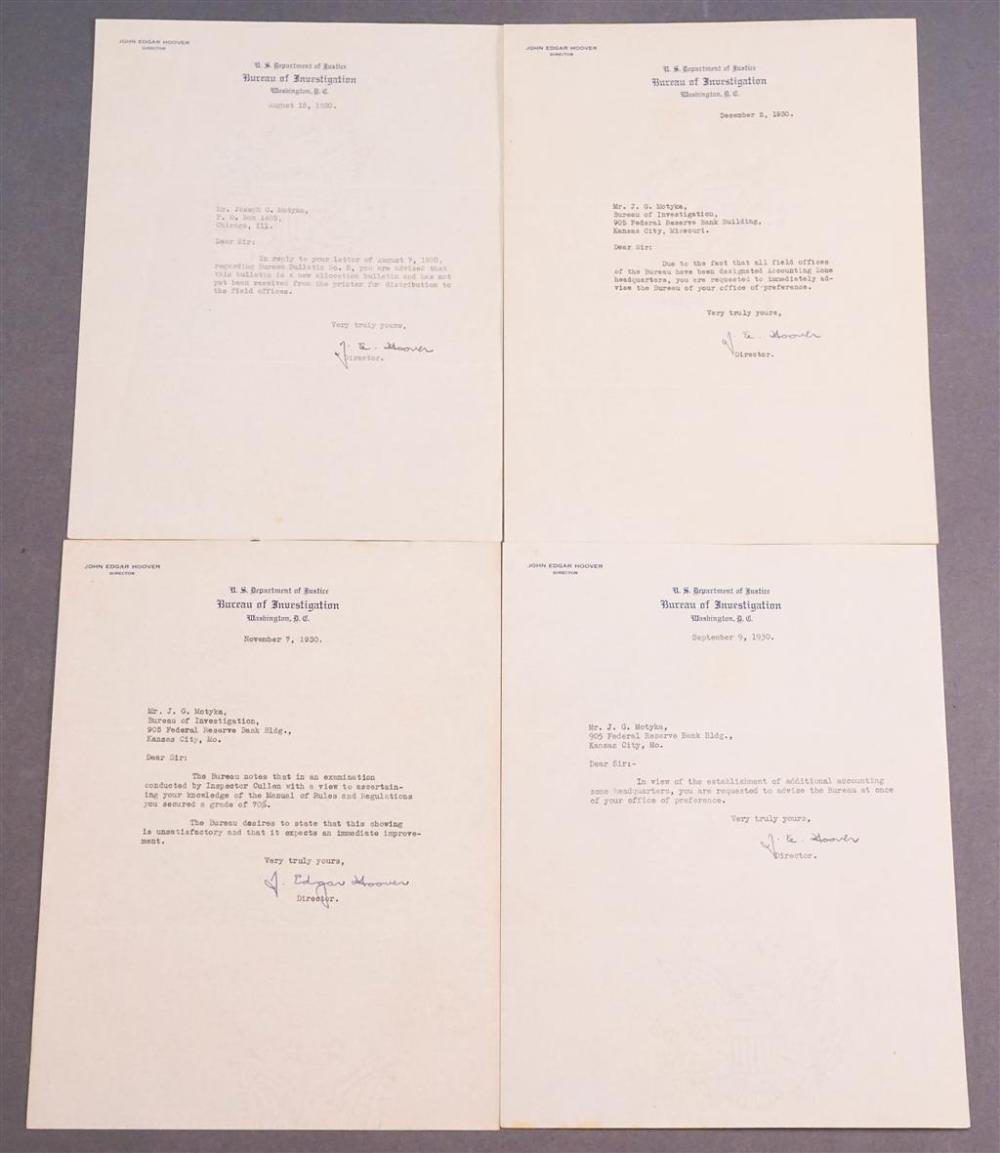 JOHN EDGAR HOOVER
DIRECTOR
U. S. Department of Justice
Bureau of Investigation
Washington, D. C.
August 15, 1930.
Mr. Joseph G. Motyka,
P. O. Box 1405,
Chicago, Ill.
Dear Sir:
In reply to your letter of August 7, 1930,
regarding Bureau Bulletin No. 2, you are advised that
this bulletin is a new allocation bulletin and has not
yet been received from the printer for distribution to
the field offices.
Very truly yours,
J. E. Hoover
Director.
JOHN EDGAR HOOVER
DIRECTOR
U. S. Department of Justice
Bureau of Investigation
Washington, D. C.
December 2, 1930.
Mr. J. G. Motyka,
Bureau of Investigation,
905 Federal Reserve Bank Building,
Kansas City, Missouri.
Dear Sir:
Due to the fact that all field offices
of the Bureau have been designated Accounting Zone
headquarters, you are requested to immediately ad-
vise the Bureau of your office of preference.
Very truly yours,
J. E. Hoover
Director.
JOHN EDGAR HOOVER
DIRECTOR
U. S. Department of Justice
Bureau of Investigation
Washington, D. C.
November 7, 1930.
Mr. J. G. Motyka,
Bureau of Investigation,
905 Federal Reserve Bank Bldg.,
Kansas City, Mo.
Dear Sir:
The Bureau notes that in an examination
conducted by Inspector Cullen with a view to ascertain-
ing your knowledge of the Manual of Rules and Regulations
you secured a grade of 70%.
The Bureau desires to state that this showing
is unsatisfactory and that it expects an immediate improve-
ment.
Very truly yours,
J. Edgar Hoover
Director.
JOHN EDGAR HOOVER
DIRECTOR
U. S. Department of Justice
Bureau of Investigation
Washington, D. C.
September 9, 1930.
Mr. J. G. Motyka,
905 Federal Reserve Bank Bldg.,
Kansas City, Mo.
Dear Sir:-
In view of the establishment of additional accounting
zone headquarters, you are requested to advise the Bureau at once
of your office of preference.
Very truly yours,
J. E. Hoover
Director.